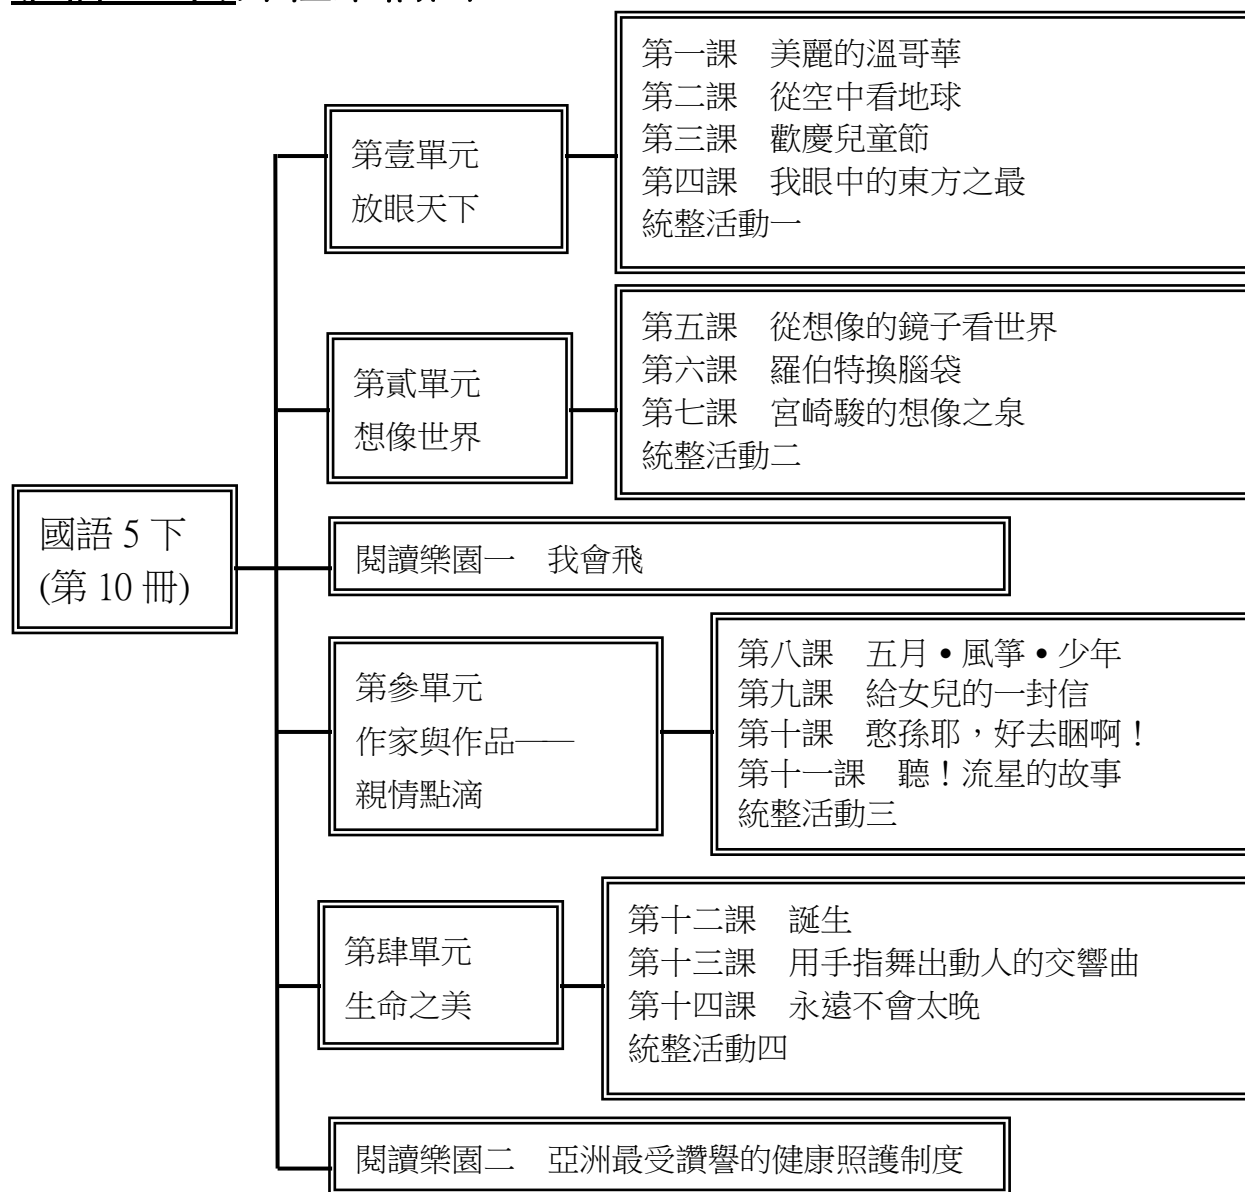 第壹單元
放眼天下
第一課　美麗的溫哥華
第二課　從空中看地球
第三課　歡慶兒童節
第四課　我眼中的東方之最
統整活動一
第貳單元
想像世界
第五課　從想像的鏡子看世界
第六課　羅伯特換腦袋
第七課　宮崎駿的想像之泉
統整活動二
國語 5 下
(第 10 冊)
閱讀樂園一　我會飛
第參單元
作家與作品——
親情點滴
第八課　五月•風箏•少年
第九課　給女兒的一封信
第十課　憨孫耶，好去睏啊！
第十一課　聽！流星的故事
統整活動三
第肆單元
生命之美
第十二課　誕生
第十三課　用手指舞出動人的交響曲
第十四課　永遠不會太晚
統整活動四
閱讀樂園二　亞洲最受讚譽的健康照護制度